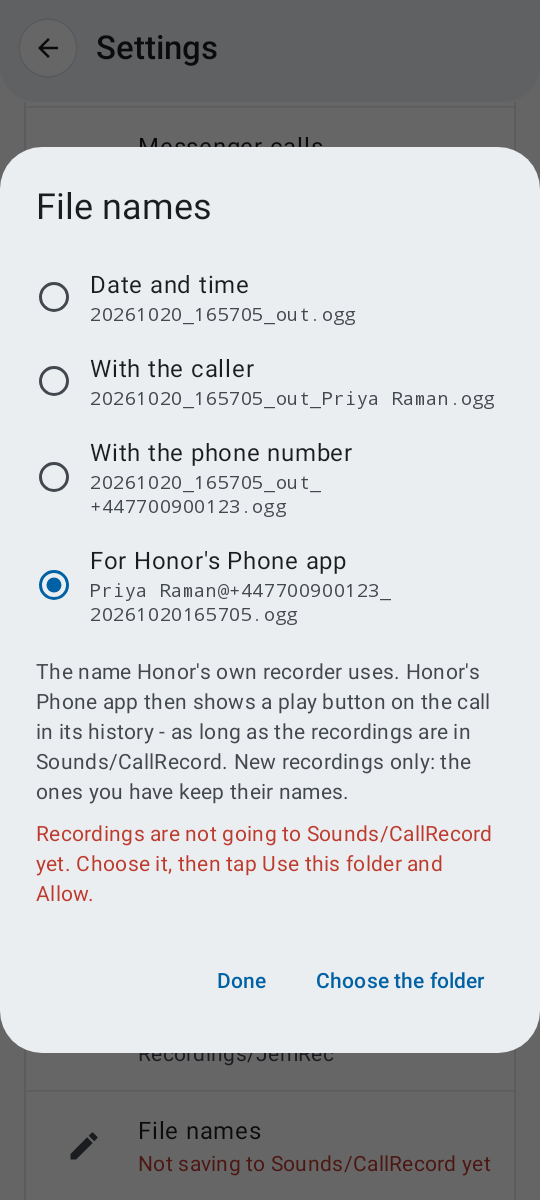 Settings
Messenger calls
File names
Date and time
20261020_165705_out.ogg
With the caller
20261020_165705_out_Priya Raman.ogg
With the phone number
20261020_165705_out_
+447700900123.ogg
For Honor's Phone app
Priya Raman@+447700900123_
20261020165705.ogg
The name Honor's own recorder uses. Honor's
Phone app then shows a play button on the call
in its history - as long as the recordings are in
Sounds/CallRecord. New recordings only: the
ones you have keep their names.
Recordings are not going to Sounds/CallRecord
yet. Choose it, then tap Use this folder and
Allow.
Done Choose the folder
Recordings/JemRec
File names
Not saving to Sounds/CallRecord yet